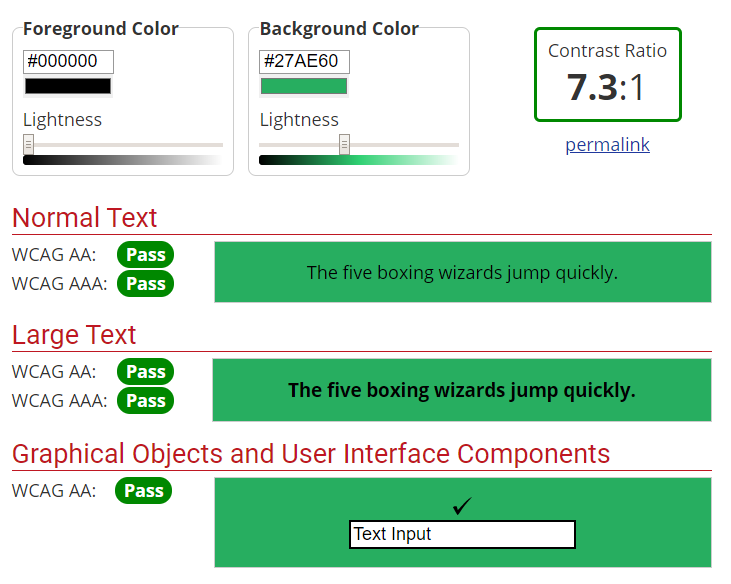 Foreground Color
#000000
Lightness
Background Color
#27AE60
Lightness
Contrast Ratio
7.3:1
permalink
Normal Text
WCAG AA: Pass
WCAG AAA: Pass
The five boxing wizards jump quickly.
Large Text
WCAG AA: Pass
WCAG AAA: Pass
The five boxing wizards jump quickly.
Graphical Objects and User Interface Components
WCAG AA: Pass
✓
Text Input